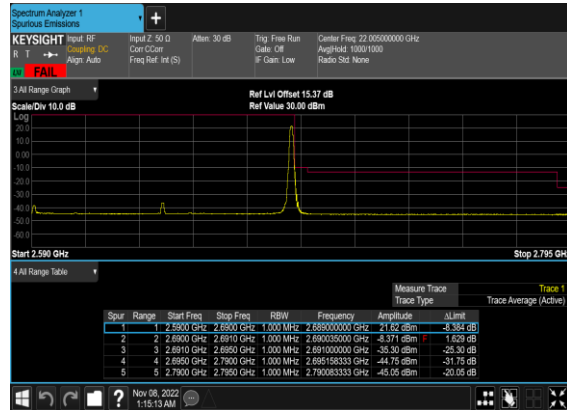 Spectrum Analyzer 1
Spurious Emissions
+
KEYSIGHT Input: RF Input Z: 50 Ω Atten: 30 dB Trig: Free Run Center Freq: 22.005000000 GHz
R T Coupling: DC Corr CCorr Gate: Off Avg|Hold: 1000/1000
Align: Auto Freq Ref: Int (S) IF Gain: Low Radio Std: None
LV FAIL
3 All Range Graph
Ref Lvl Offset 15.37 dB
Scale/Div 10.0 dB Ref Value 30.00 dBm
Log
20.0
10.0
0.00
-10.0
-20.0
-30.0
-40.0
-50.0
-60.0
Start 2.590 GHz Stop 2.795 GH
4 All Range Table
Measure Trace Trace 1
Trace Type Trace Average (Active)
Spur Range Start Freq Stop Freq RBW Frequency Amplitude ΔLimit
1 1 2.5900 GHz 2.6900 GHz 1.000 MHz 2.689000000 GHz 21.62 dBm -8.384 dB
2 2 2.6900 GHz 2.6910 GHz 1.000 MHz 2.690035000 GHz -8.371 dBm F 1.629 dB
3 3 2.6910 GHz 2.6950 GHz 1.000 MHz 2.691000000 GHz -35.30 dBm -25.30 dB
4 4 2.6950 GHz 2.7900 GHz 1.000 MHz 2.695158333 GHz -44.75 dBm -31.75 dB
5 5 2.7900 GHz 2.7950 GHz 1.000 MHz 2.790083333 GHz -45.05 dBm -20.05 dB
? Nov 08, 2022
1:15:13 AM